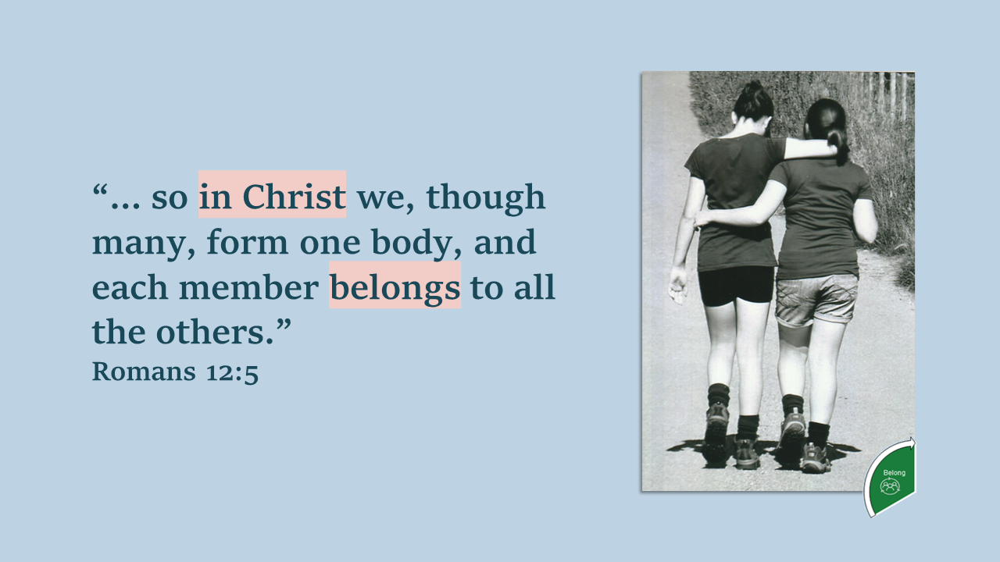 “... so in Christ we, though
many, form one body, and
each member belongs to all
the others.”
Romans 12:5
Belong